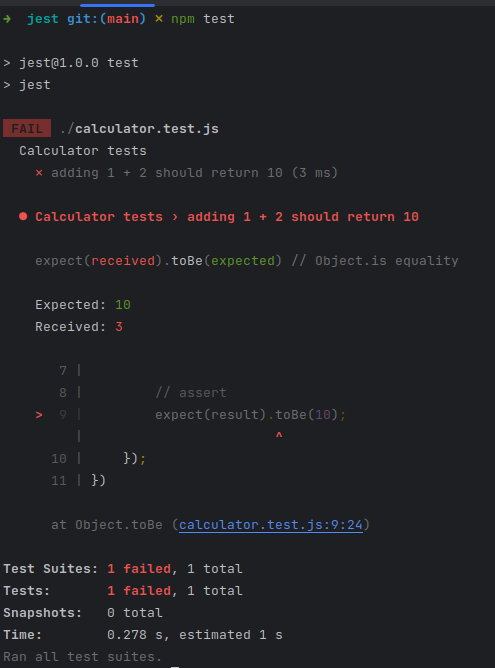 ➜  jest git:(main) ✗ npm test

> jest@1.0.0 test
> jest

 FAIL  ./calculator.test.js
  Calculator tests
    × adding 1 + 2 should return 10 (3 ms)

  ● Calculator tests › adding 1 + 2 should return 10

    expect(received).toBe(expected) // Object.is equality

    Expected: 10
    Received: 3

       7 |
       8 |         // assert
    >  9 |         expect(result).toBe(10);
         |                        ^
      10 |     });
      11 | })

      at Object.toBe (calculator.test.js:9:24)

Test Suites: 1 failed, 1 total
Tests:       1 failed, 1 total
Snapshots:   0 total
Time:        0.278 s, estimated 1 s
Ran all test suites.